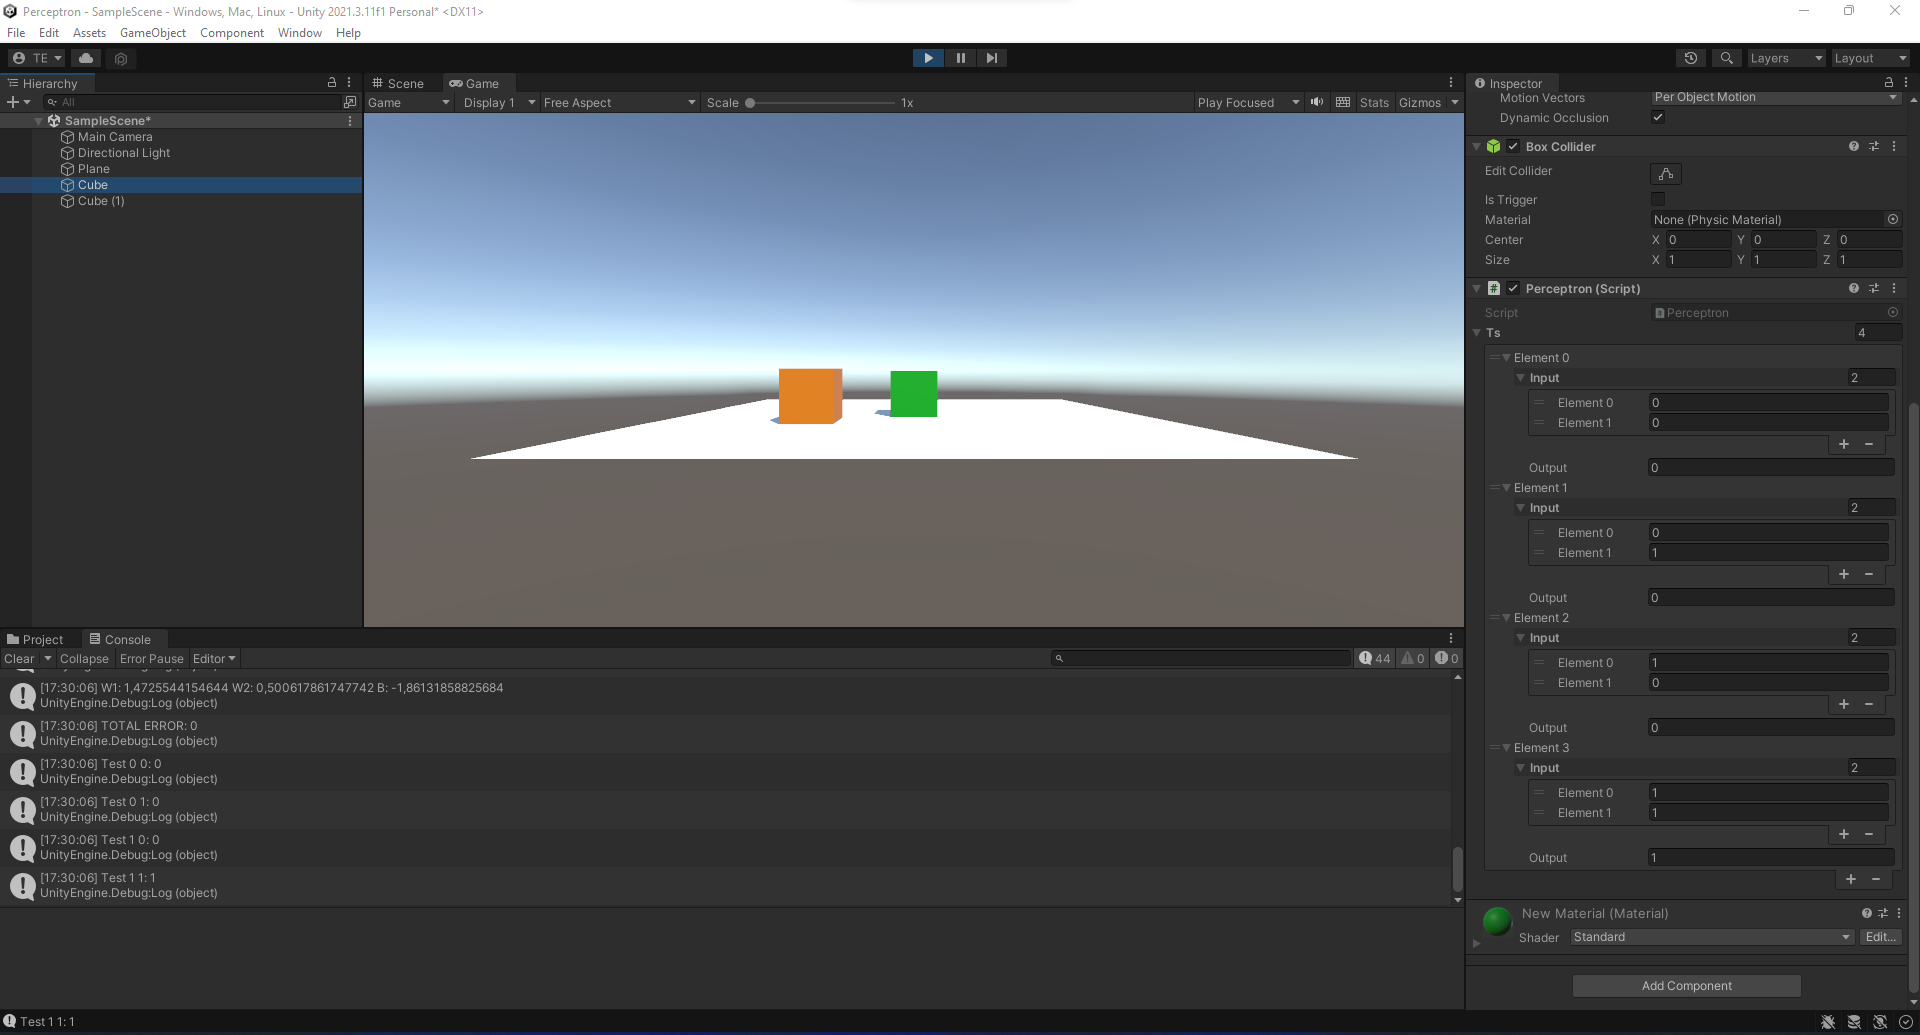 Perceptron - SampleScene - Windows, Mac, Linux - Unity 2021.3.11f1 Personal* <DX11>
File Edit Assets GameObject Component Window Help
TE Layers Layout
Hierarchy
All
SampleScene*
Main Camera
Directional Light
Plane
Cube
Cube (1)
Scene Game
Game Display 1 Free Aspect Scale 1x Play Focused Stats Gizmos
Project Console
Clear Collapse Error Pause Editor 44 0 0
[17:30:06] W1: 1,4725544154644 W2: 0,500617861747742 B: -1,86131858825684
UnityEngine.Debug:Log (object)
[17:30:06] TOTAL ERROR: 0
UnityEngine.Debug:Log (object)
[17:30:06] Test 0 0: 0
UnityEngine.Debug:Log (object)
[17:30:06] Test 0 1: 0
UnityEngine.Debug:Log (object)
[17:30:06] Test 1 0: 0
UnityEngine.Debug:Log (object)
[17:30:06] Test 1 1: 1
UnityEngine.Debug:Log (object)
Test 1 1: 1
Inspector
Motion Vectors Per Object Motion
Dynamic Occlusion
Box Collider
Edit Collider
Is Trigger
Material None (Physic Material)
Center X 0 Y 0 Z 0
Size X 1 Y 1 Z 1
# Perceptron (Script)
Script Perceptron
Ts 4
Element 0
Input 2
Element 0 0
Element 1 0
Output 0
Element 1
Input 2
Element 0 0
Element 1 1
Output 0
Element 2
Input 2
Element 0 1
Element 1 0
Output 0
Element 3
Input 2
Element 0 1
Element 1 1
Output 1
New Material (Material)
Shader Standard Edit...
Add Component